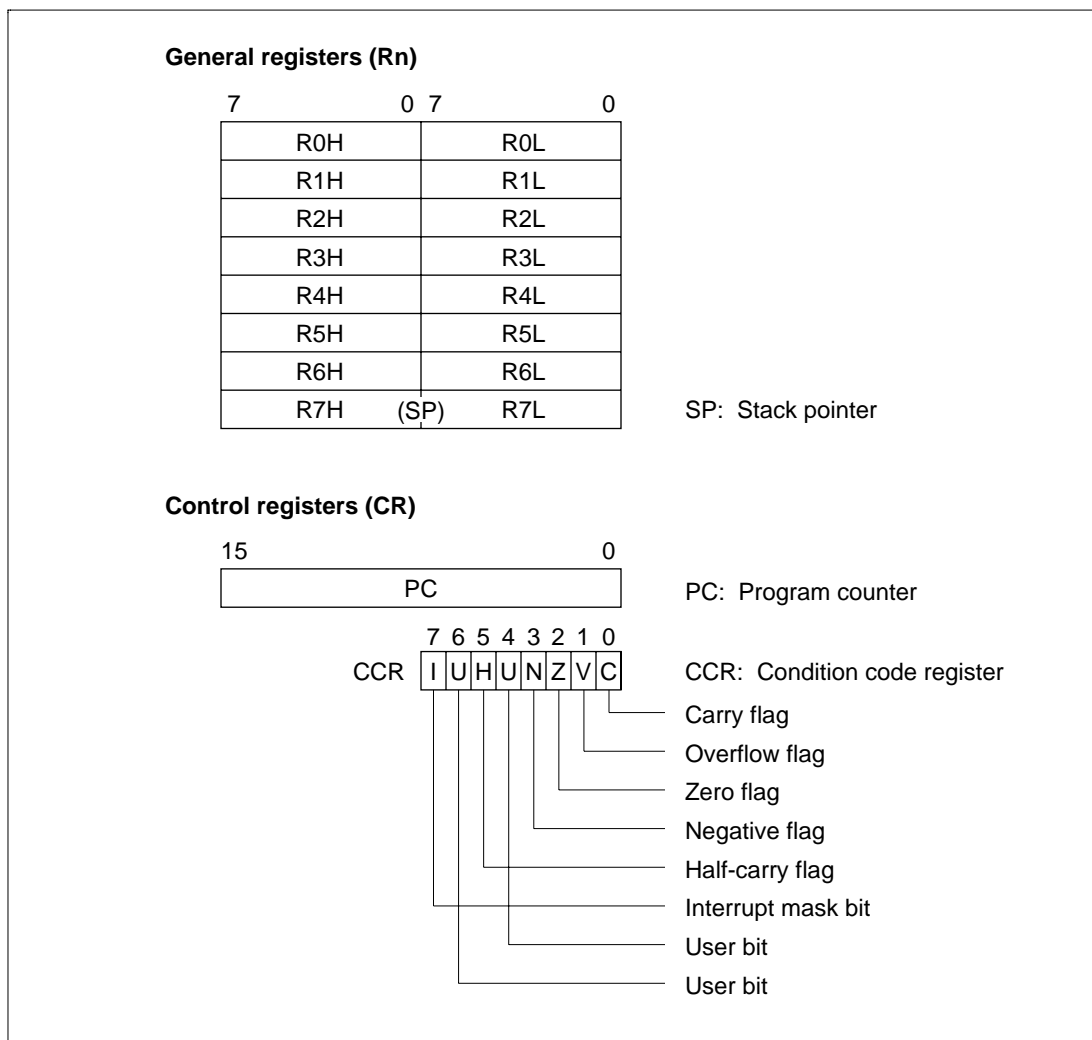 General registers (Rn)
7 0 7 0
R0H R0L
R1H R1L
R2H R2L
R3H R3L
R4H R4L
R5H R5L
R6H R6L
R7H (SP) R7L SP: Stack pointer
Control registers (CR)
15 0
PC PC: Program counter
7 6 5 4 3 2 1 0
CCR I U H U N Z V C CCR: Condition code register
Carry flag
Overflow flag
Zero flag
Negative flag
Half-carry flag
Interrupt mask bit
User bit
User bit